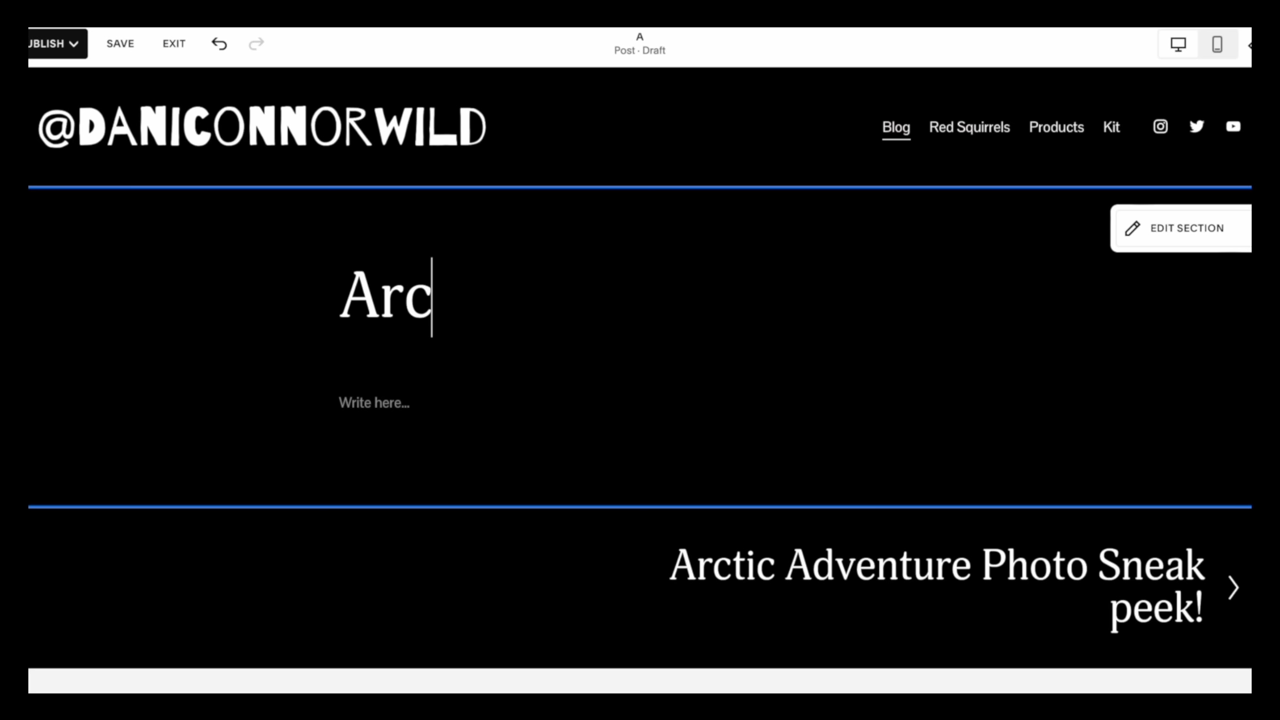 UBLISH SAVE EXIT
A
Post · Draft
@DANICONNORWILD
Blog Red Squirrels Products Kit
EDIT SECTION
Arc
Write here...
Arctic Adventure Photo Sneak
peek!